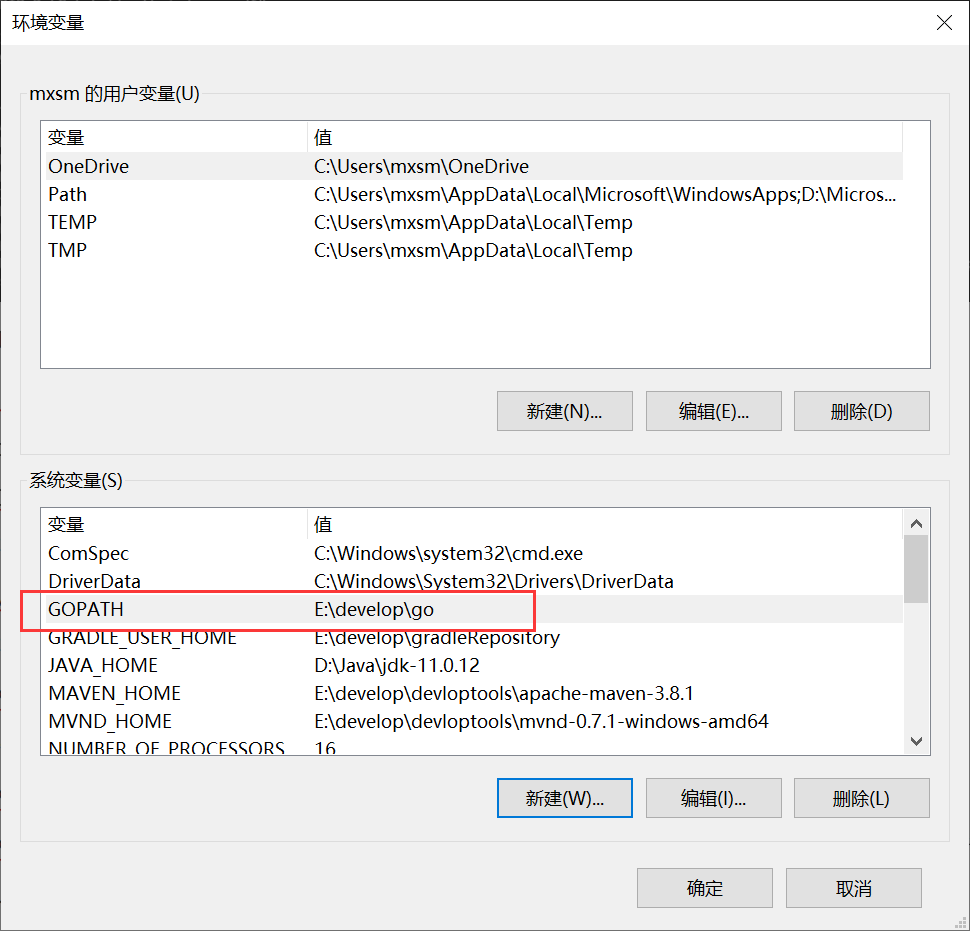 环境变量
mxsm 的用户变量(U)
变量 值
OneDrive C:\Users\mxsm\OneDrive
Path C:\Users\mxsm\AppData\Local\Microsoft\WindowsApps;D:\Micros...
TEMP C:\Users\mxsm\AppData\Local\Temp
TMP C:\Users\mxsm\AppData\Local\Temp
新建(N)... 编辑(E)... 删除(D)
系统变量(S)
变量 值
ComSpec C:\Windows\system32\cmd.exe
DriverData C:\Windows\System32\Drivers\DriverData
GOPATH E:\develop\go
GRADLE_USER_HOME E:\develop\gradleRepository
JAVA_HOME D:\Java\jdk-11.0.12
MAVEN_HOME E:\develop\devloptools\apache-maven-3.8.1
MVND_HOME E:\develop\devloptools\mvnd-0.7.1-windows-amd64
NUMBER_OF_PROCESSORS 16
新建(W)... 编辑(I)... 删除(L)
确定 取消